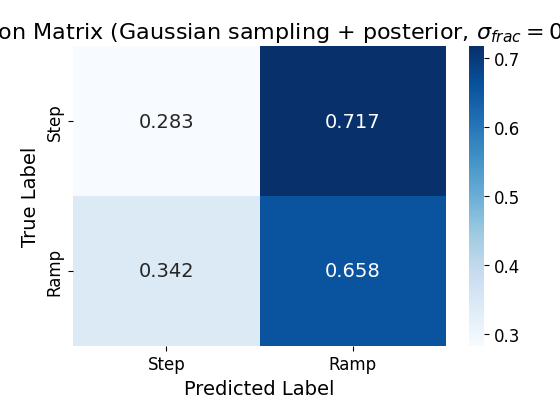 on Matrix (Gaussian sampling + posterior, σ_frac = 0
True Label
Step
0.283
0.717
Ramp
0.342
0.658
Step
Ramp
Predicted Label
0.7
0.6
0.5
0.4
0.3